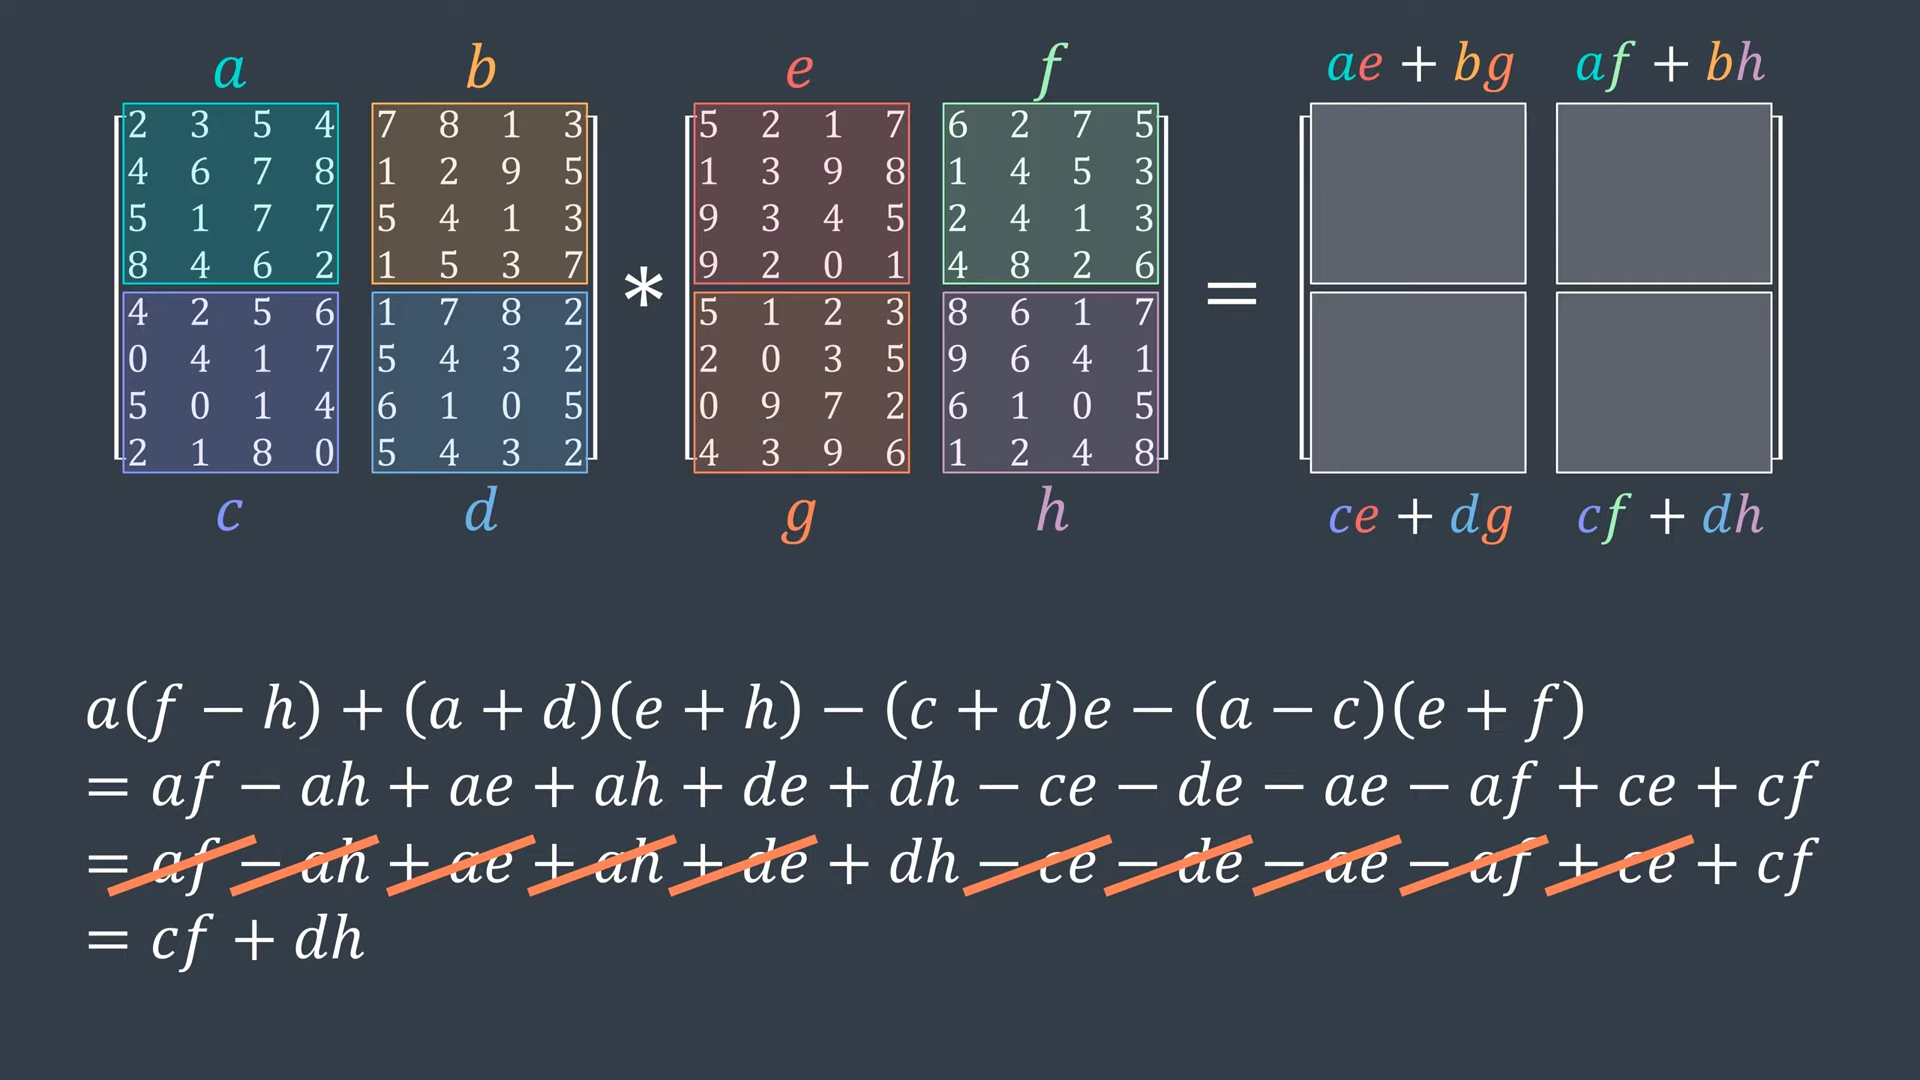 a b e f ae + bg af + bh
2 3 5 4 7 8 1 3 5 2 1 7 6 2 7 5
4 6 7 8 1 2 9 5 1 3 9 8 1 4 5 3
5 1 7 7 5 4 1 3 9 3 4 5 2 4 1 3
8 4 6 2 1 5 3 7 9 2 0 1 4 8 2 6
* =
4 2 5 6 1 7 8 2 5 1 2 3 8 6 1 7
0 4 1 7 5 4 3 2 2 0 3 5 9 6 4 1
5 0 1 4 6 1 0 5 0 9 7 2 6 1 0 5
2 1 8 0 5 4 3 2 4 3 9 6 1 2 4 8
c d g h ce + dg cf + dh
a(f − h) + (a + d)(e + h) − (c + d)e − (a − c)(e + f)
= af − ah + ae + ah + de + dh − ce − de − ae − af + ce + cf
= af − ah + ae + ah + de + dh − ce − de − ae − af + ce + cf
= cf + dh